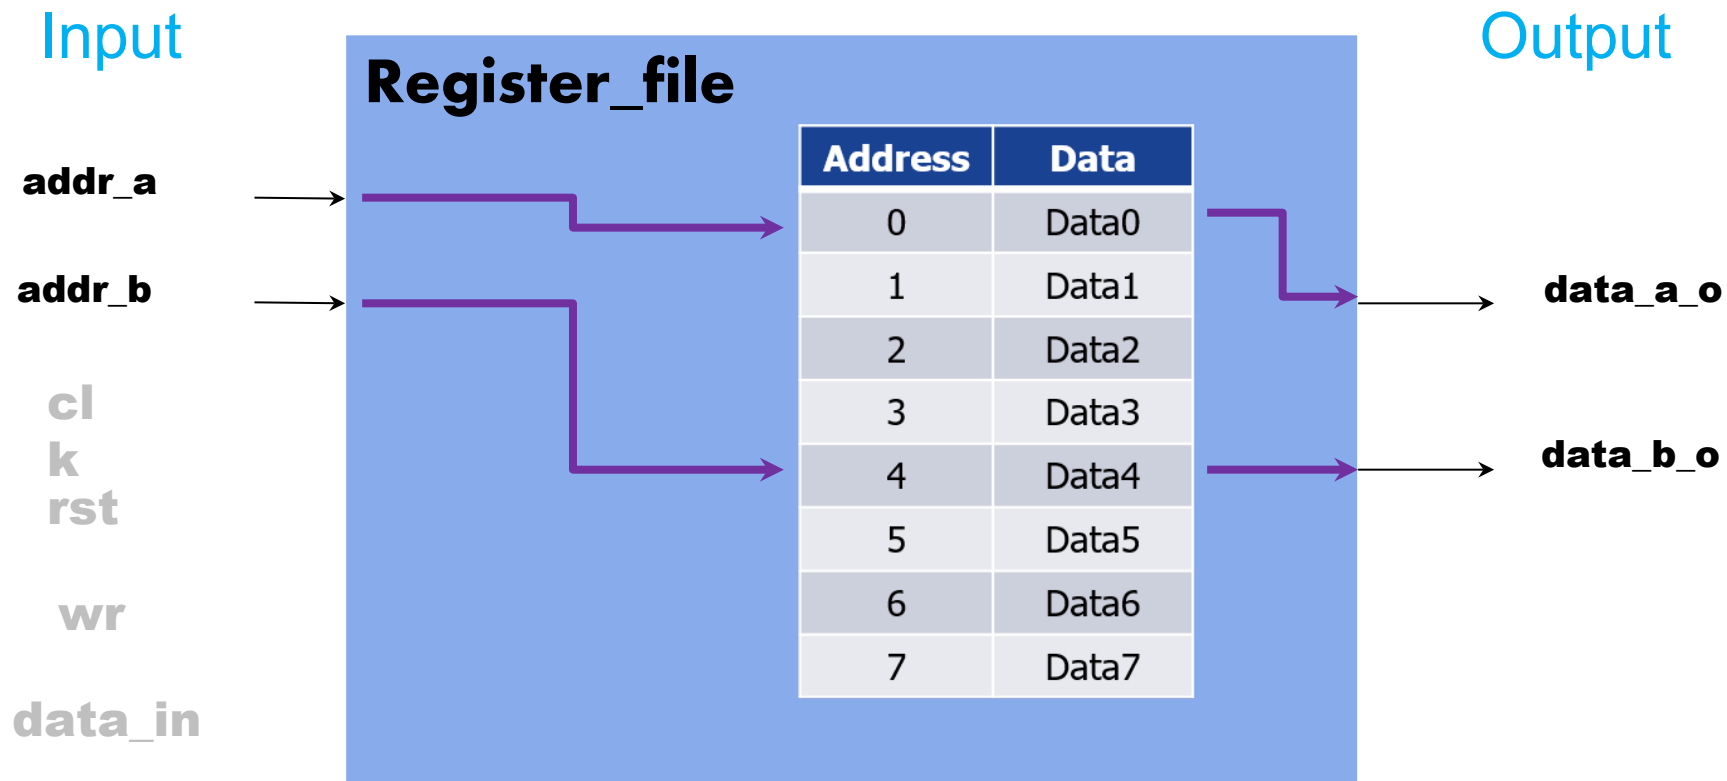 Input
Output
Register_file
Address Data
addr_a
0 Data0
addr_b
1 Data1
data_a_o
2 Data2
cl
k
3 Data3
rst
4 Data4
data_b_o
5 Data5
wr
6 Data6
7 Data7
data_in